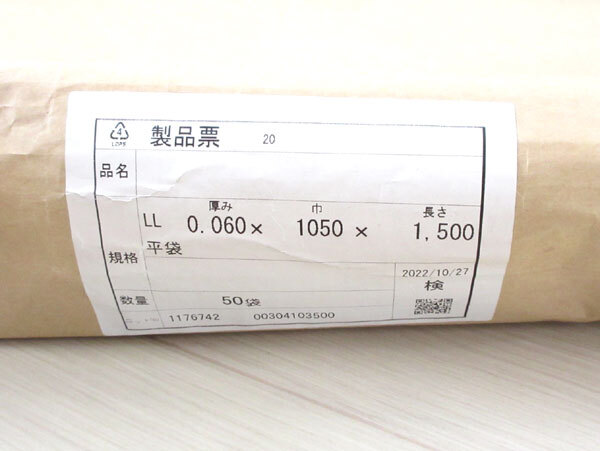 4 製品票 20
LDPE
品名
厚み 巾 長さ
LL 0.060× 1050× 1,500
平袋
規格
2022/10/27
検
数量 50袋
1176742 00304103500